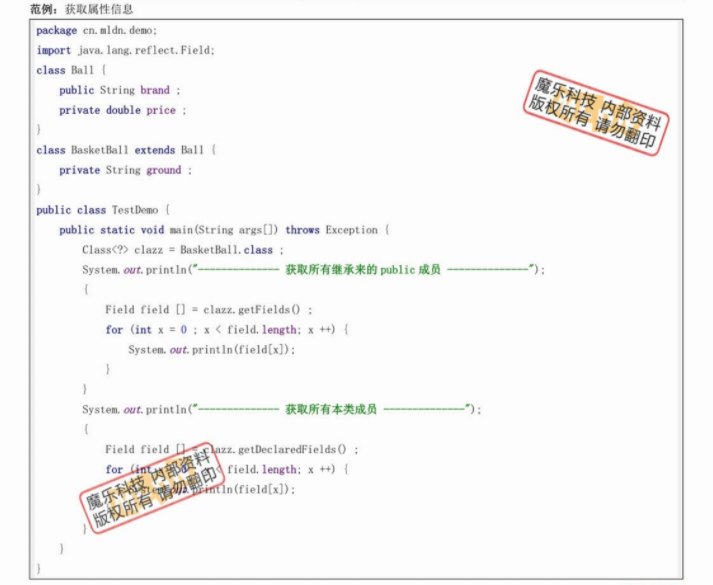 范例：获取属性信息
package cn.mldn.demo;
import java.lang.reflect.Field;
class Ball {
    public String brand ;
    private double price ;
}
class BasketBall extends Ball {
    private String ground ;
}
public class TestDemo {
    public static void main(String args[]) throws Exception {
        Class<?> clazz = BasketBall.class ;
        System.out.println("-------------- 获取所有继承来的 public 成员 --------------");
        {
            Field field [] = clazz.getFields() ;
            for (int x = 0 ; x < field.length; x ++) {
                System.out.println(field[x]);
            }
        }
        System.out.println("-------------- 获取所有本类成员 --------------");
        {
            Field field [] = clazz.getDeclaredFields() ;
            for (int x = 0 ; x < field.length; x ++) {
                System.out.println(field[x]);
        }
    }
}
魔乐科技 内部资料
版权所有 请勿翻印
魔乐科技 内部资料
版权所有 请勿翻印